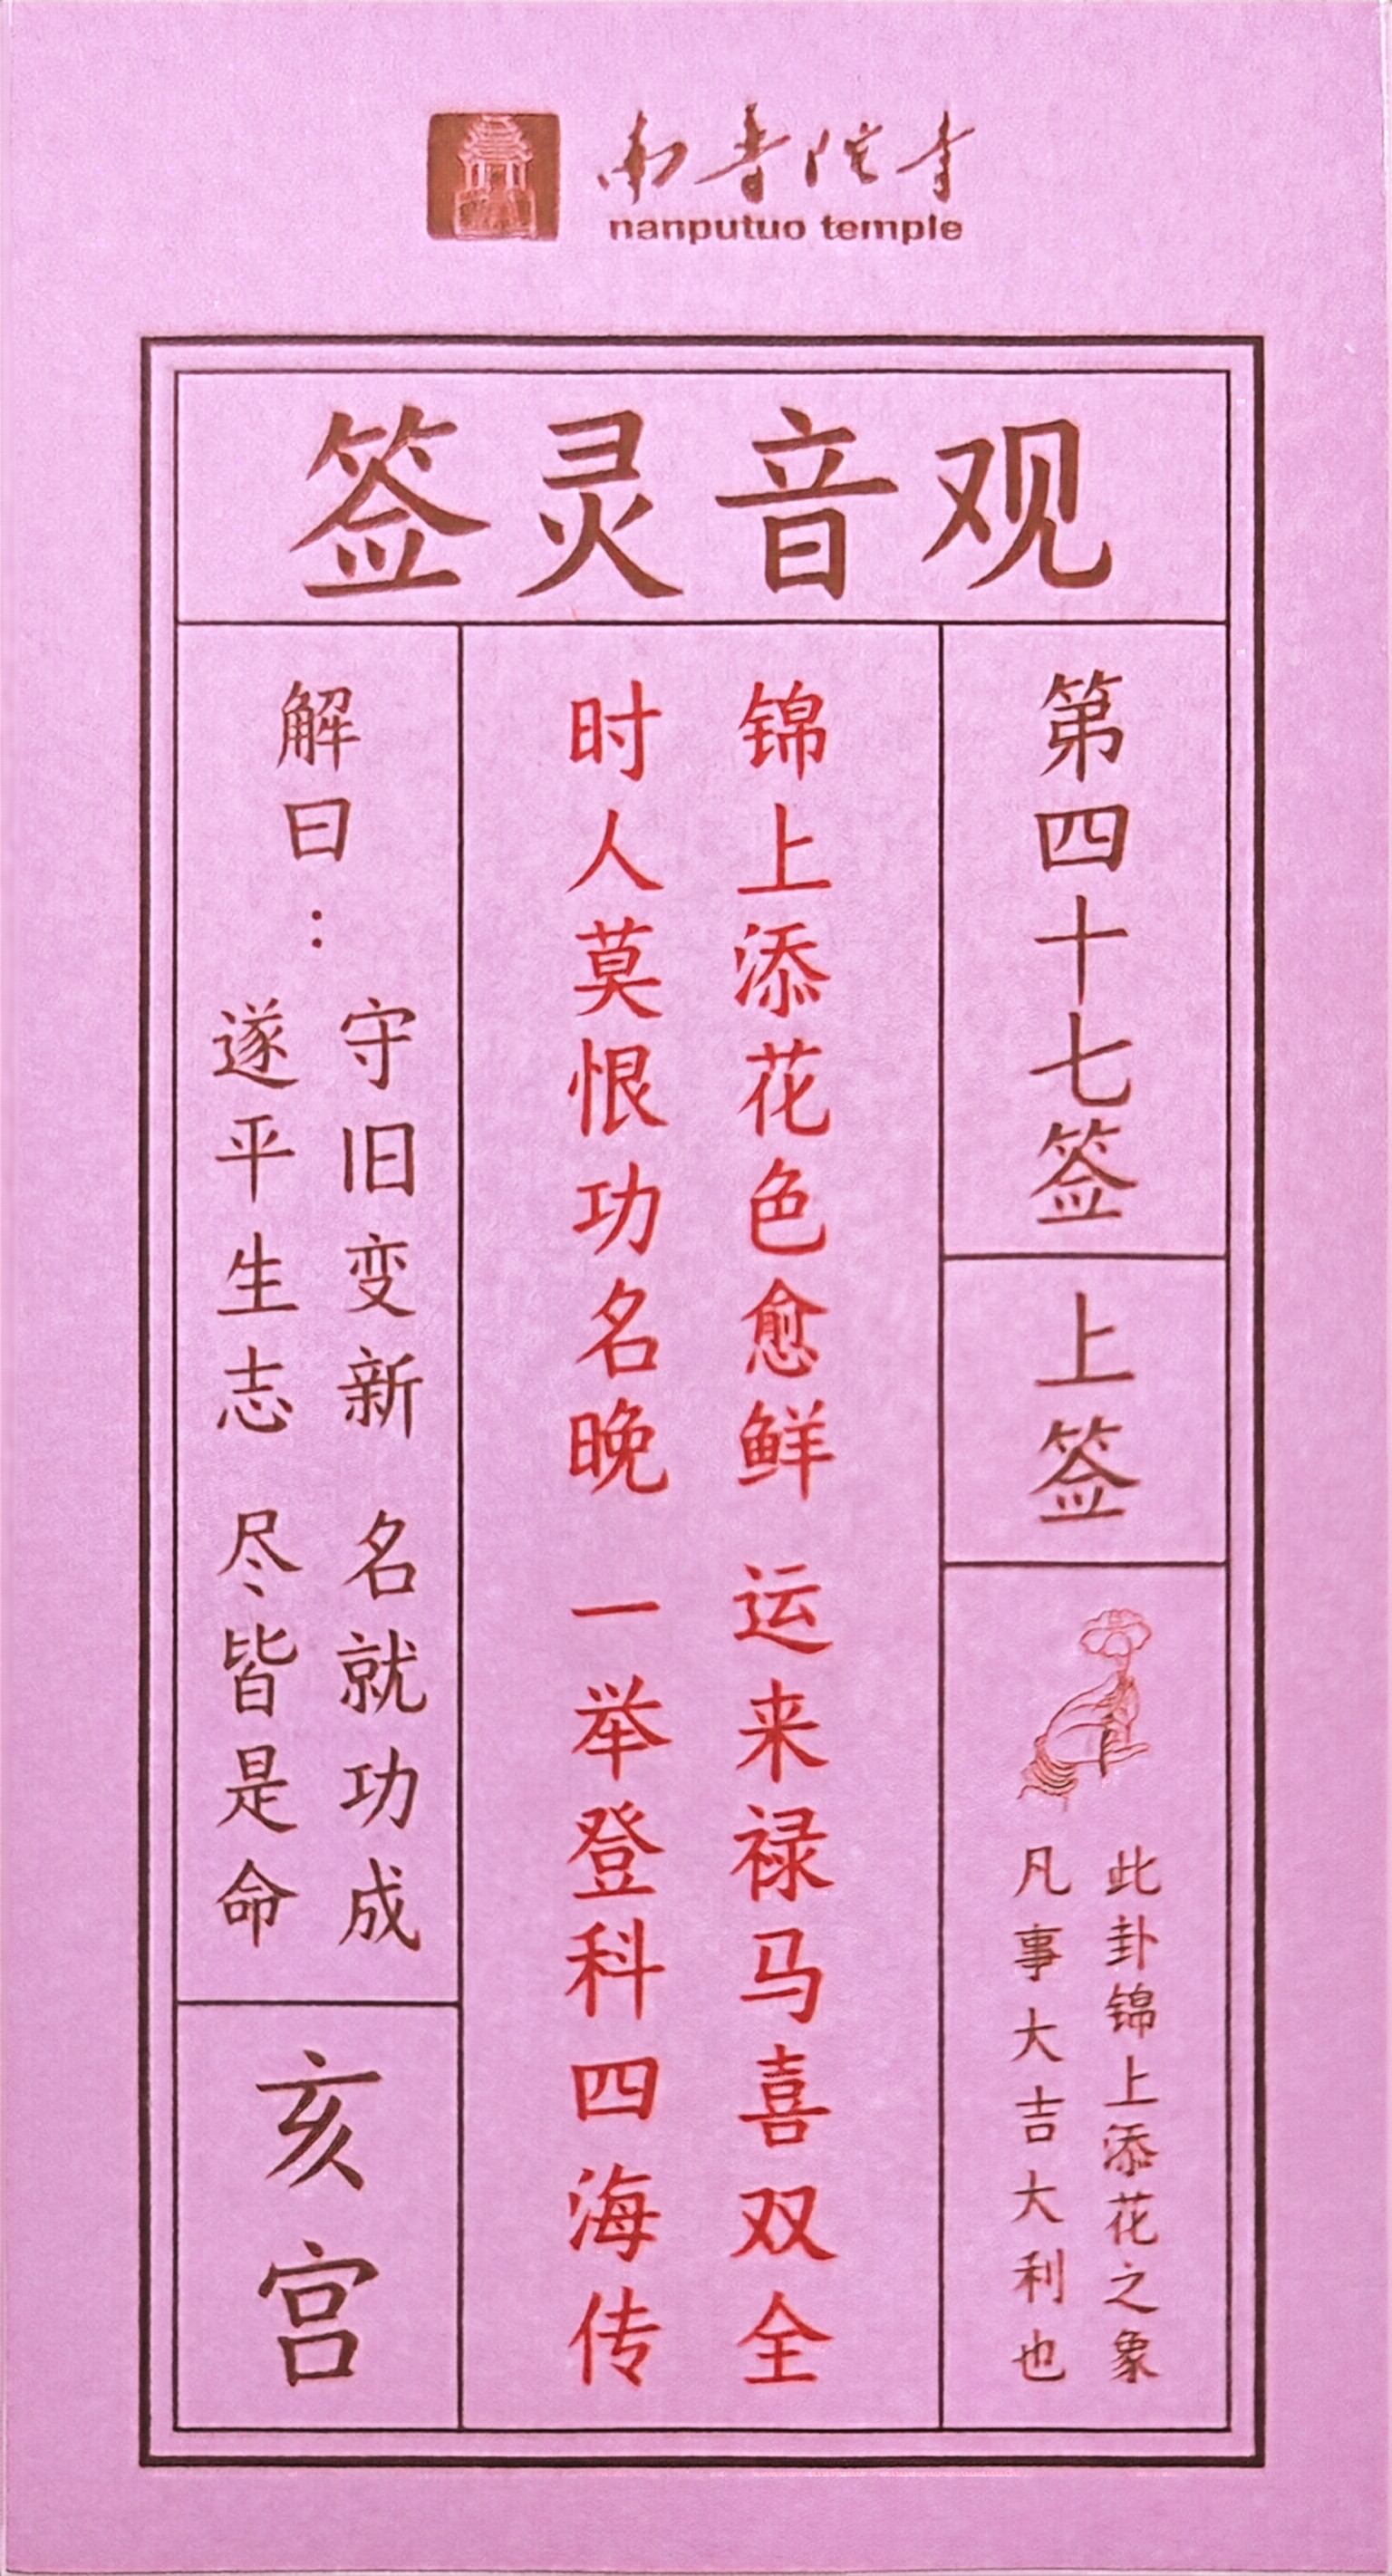 南普陀寺
nanputuo temple
观音灵签
第四十七签
上签
此卦锦上添花之象
凡事大吉大利也
锦上添花色愈鲜 运来禄马喜双全
时人莫恨功名晚 一举登科四海传
解曰：
守旧变新 名就功成
遂平生志 尽皆是命
亥宫